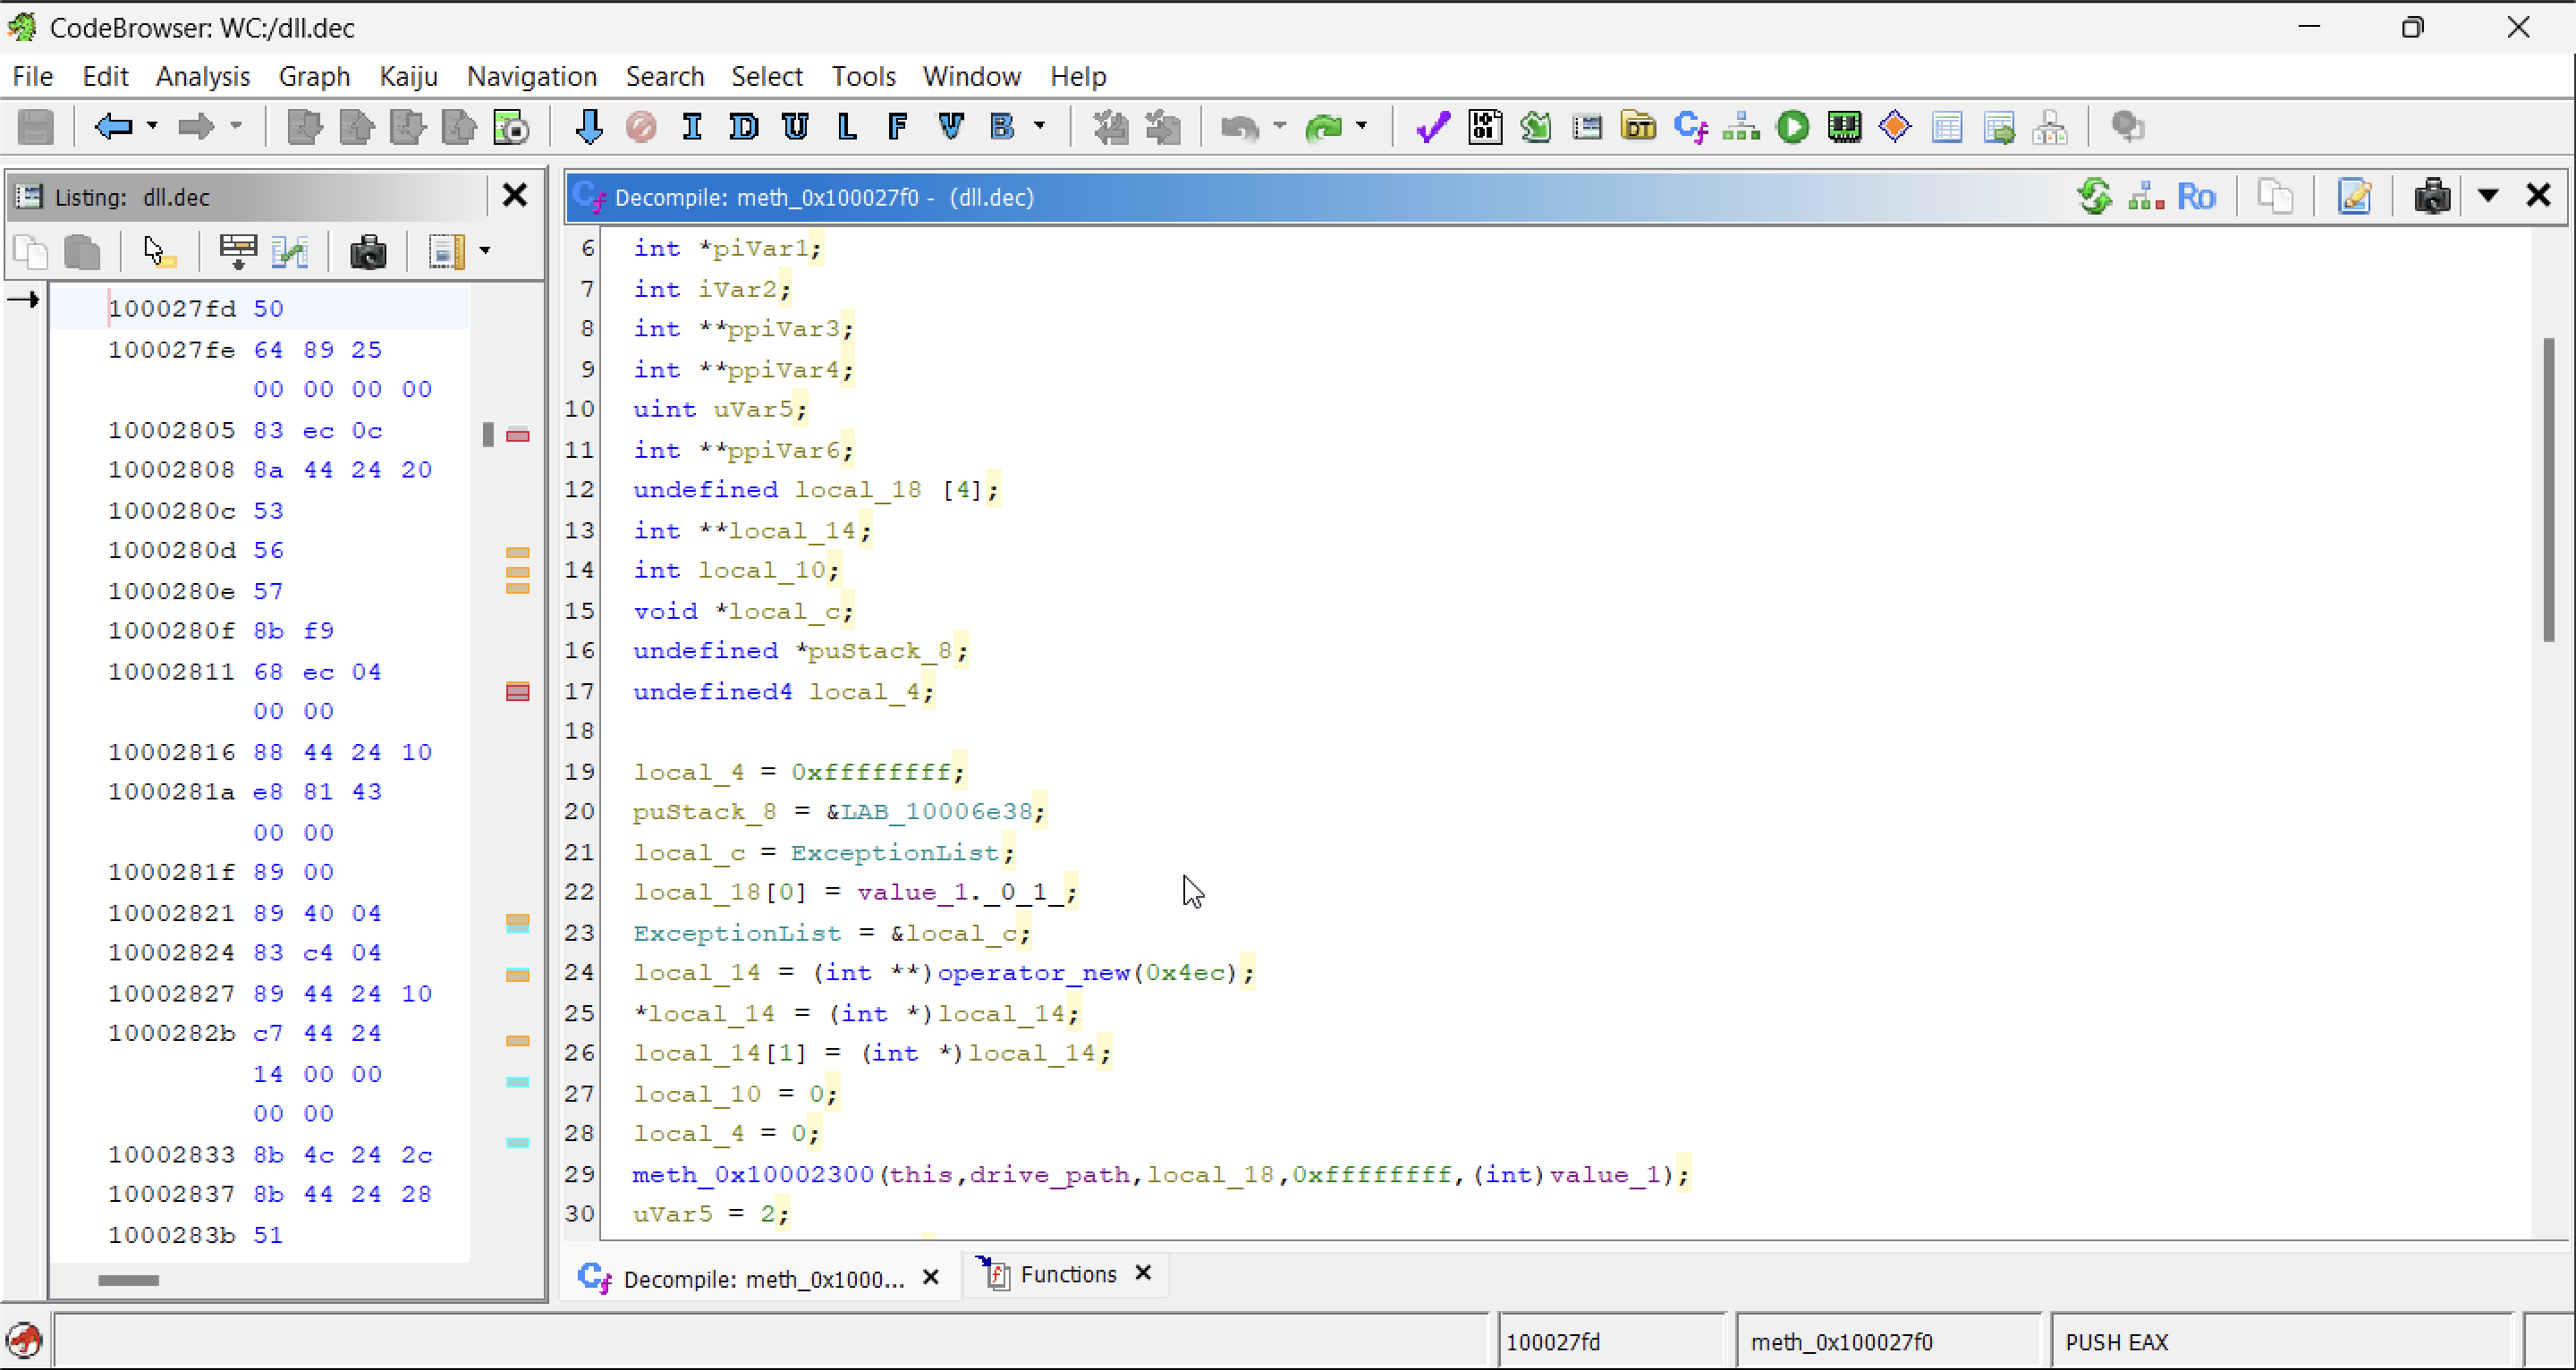 CodeBrowser: WC:/dll.dec
File Edit Analysis Graph Kaiju Navigation Search Select Tools Window Help
I D U L F V B
DT
Listing: dll.dec
100027fd 50
100027fe 64 89 25
00 00 00 00
10002805 83 ec 0c
10002808 8a 44 24 20
1000280c 53
1000280d 56
1000280e 57
1000280f 8b f9
10002811 68 ec 04
00 00
10002816 88 44 24 10
1000281a e8 81 43
00 00
1000281f 89 00
10002821 89 40 04
10002824 83 c4 04
10002827 89 44 24 10
1000282b c7 44 24
14 00 00
00 00
10002833 8b 4c 24 2c
10002837 8b 44 24 28
1000283b 51
Decompile: meth_0x100027f0 - (dll.dec)
Ro
6 int *piVar1;
7 int iVar2;
8 int **ppiVar3;
9 int **ppiVar4;
10 uint uVar5;
11 int **ppiVar6;
12 undefined local_18 [4];
13 int **local_14;
14 int local_10;
15 void *local_c;
16 undefined *puStack_8;
17 undefined4 local_4;
18
19 local_4 = 0xffffffff;
20 puStack_8 = &LAB_10006e38;
21 local_c = ExceptionList;
22 local_18[0] = value_1._0_1_;
23 ExceptionList = &local_c;
24 local_14 = (int **)operator_new(0x4ec);
25 *local_14 = (int *)local_14;
26 local_14[1] = (int *)local_14;
27 local_10 = 0;
28 local_4 = 0;
29 meth_0x10002300(this,drive_path,local_18,0xffffffff,(int)value_1);
30 uVar5 = 2;
Decompile: meth_0x1000...
Functions
100027fd
meth_0x100027f0
PUSH EAX